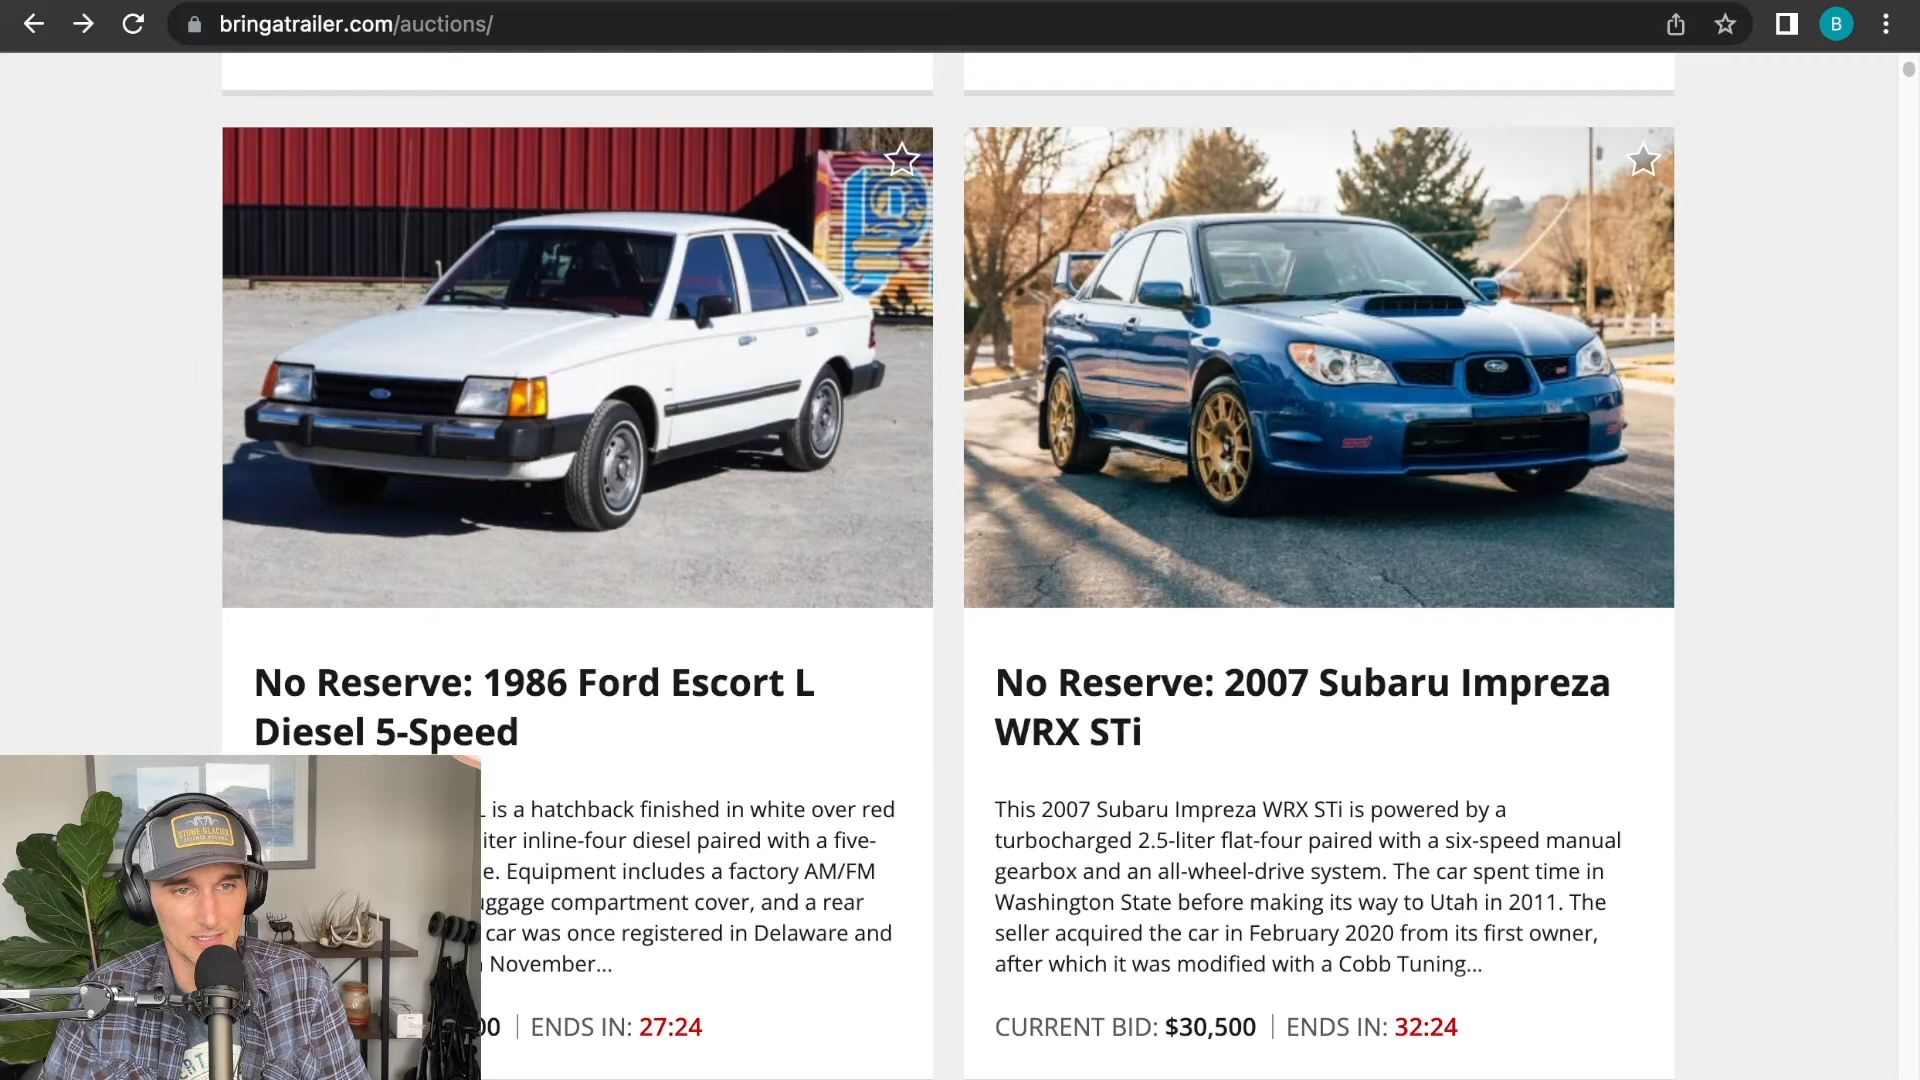 bringatrailer.com/auctions/
B
No Reserve: 1986 Ford Escort L
Diesel 5-Speed
is a hatchback finished in white over red
iter inline-four diesel paired with a five-
e. Equipment includes a factory AM/FM
uggage compartment cover, and a rear
car was once registered in Delaware and
November...
00 | ENDS IN: 27:24
No Reserve: 2007 Subaru Impreza
WRX STi
This 2007 Subaru Impreza WRX STi is powered by a
turbocharged 2.5-liter flat-four paired with a six-speed manual
gearbox and an all-wheel-drive system. The car spent time in
Washington State before making its way to Utah in 2011. The
seller acquired the car in February 2020 from its first owner,
after which it was modified with a Cobb Tuning...
CURRENT BID: $30,500 | ENDS IN: 32:24
STONE GLACIER